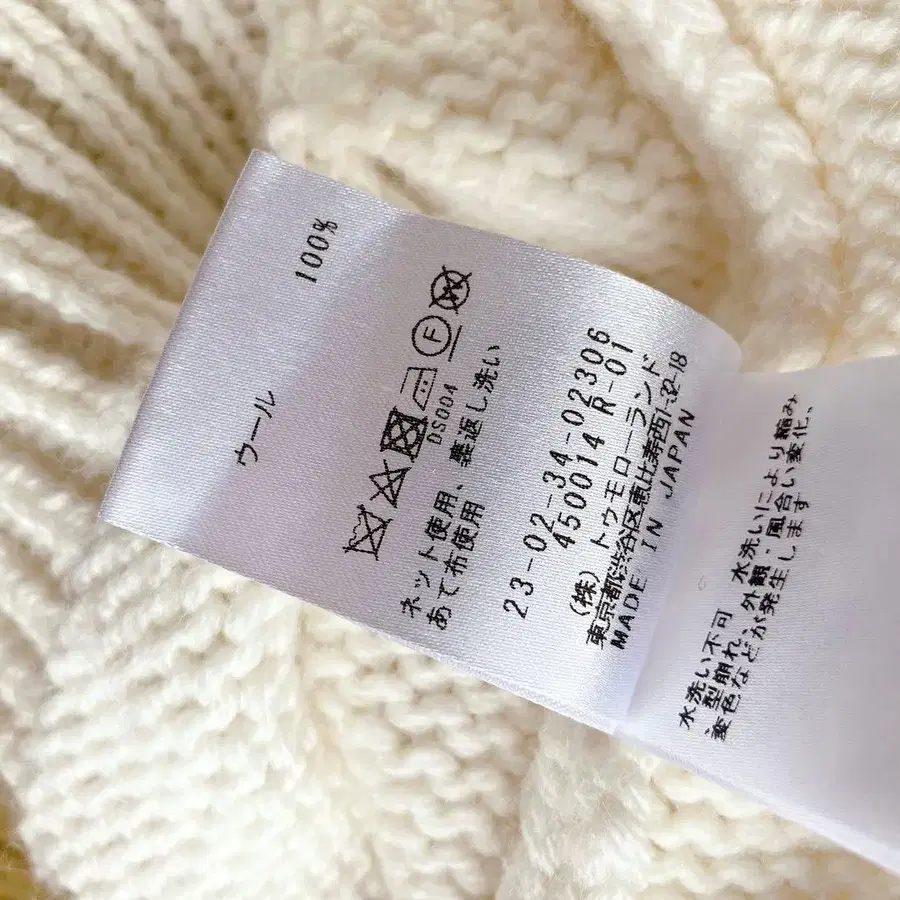 ウール 100%
F
DS004
ネット使用、裏返し洗い
あて布使用
23-02-34-02306
450014 R-01
(株) トゥモローランド
東京都渋谷区恵比寿西1-32-18
MADE IN JAPAN
水洗い不可 水洗いにより縮み
型崩れ、外観・風合い変化、
変色などが発生します